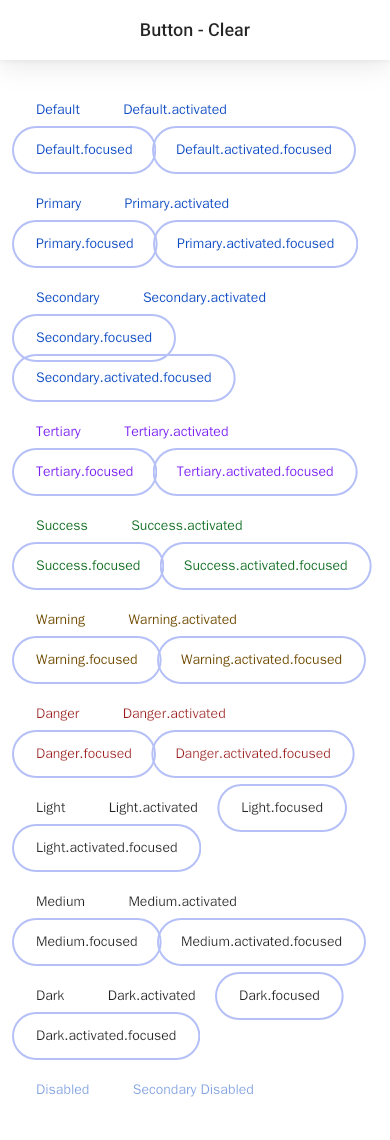 Button - Clear
Default Default.activated
Default.focused Default.activated.focused
Primary Primary.activated
Primary.focused Primary.activated.focused
Secondary Secondary.activated
Secondary.focused
Secondary.activated.focused
Tertiary Tertiary.activated
Tertiary.focused Tertiary.activated.focused
Success Success.activated
Success.focused Success.activated.focused
Warning Warning.activated
Warning.focused Warning.activated.focused
Danger Danger.activated
Danger.focused Danger.activated.focused
Light Light.activated Light.focused
Light.activated.focused
Medium Medium.activated
Medium.focused Medium.activated.focused
Dark Dark.activated Dark.focused
Dark.activated.focused
Disabled Secondary Disabled